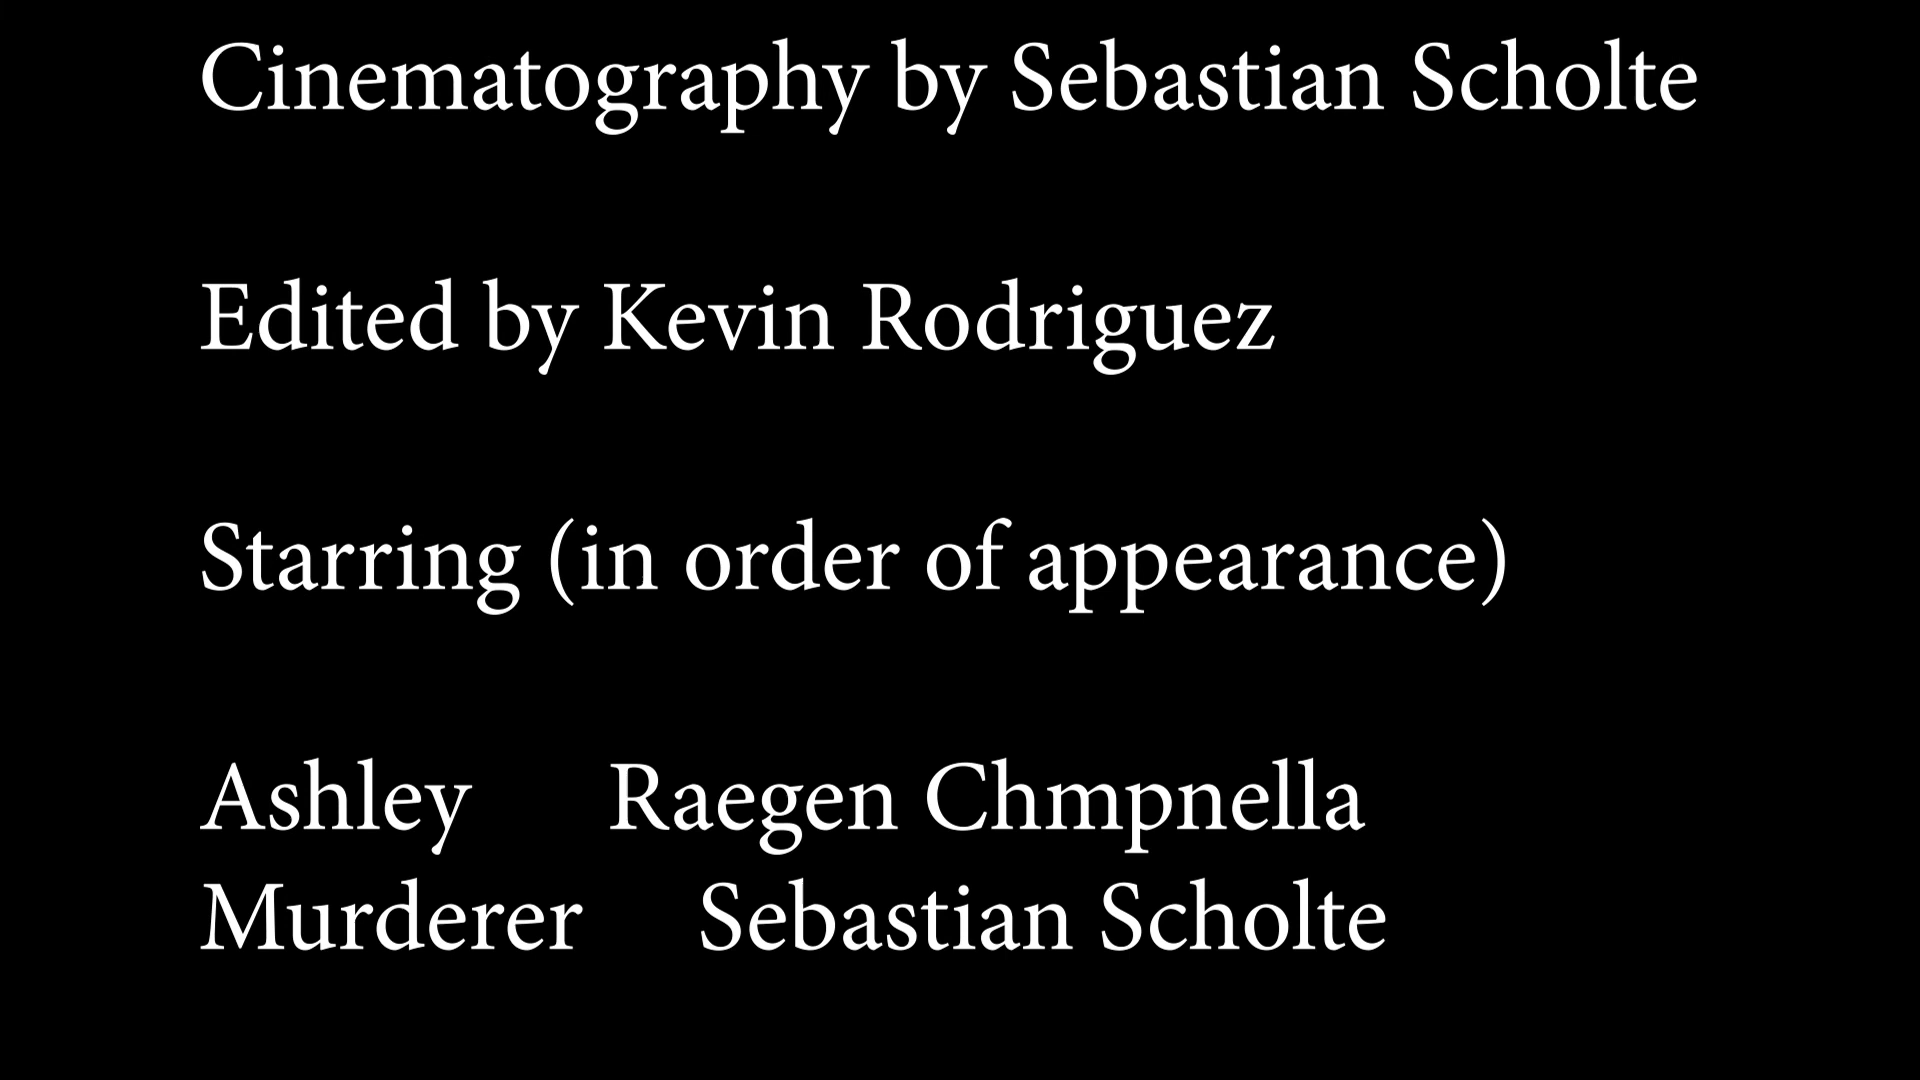 Cinematography by Sebastian Scholte
Edited by Kevin Rodriguez
Starring (in order of appearance)
Ashley Raegen Chmpnella
Murderer Sebastian Scholte